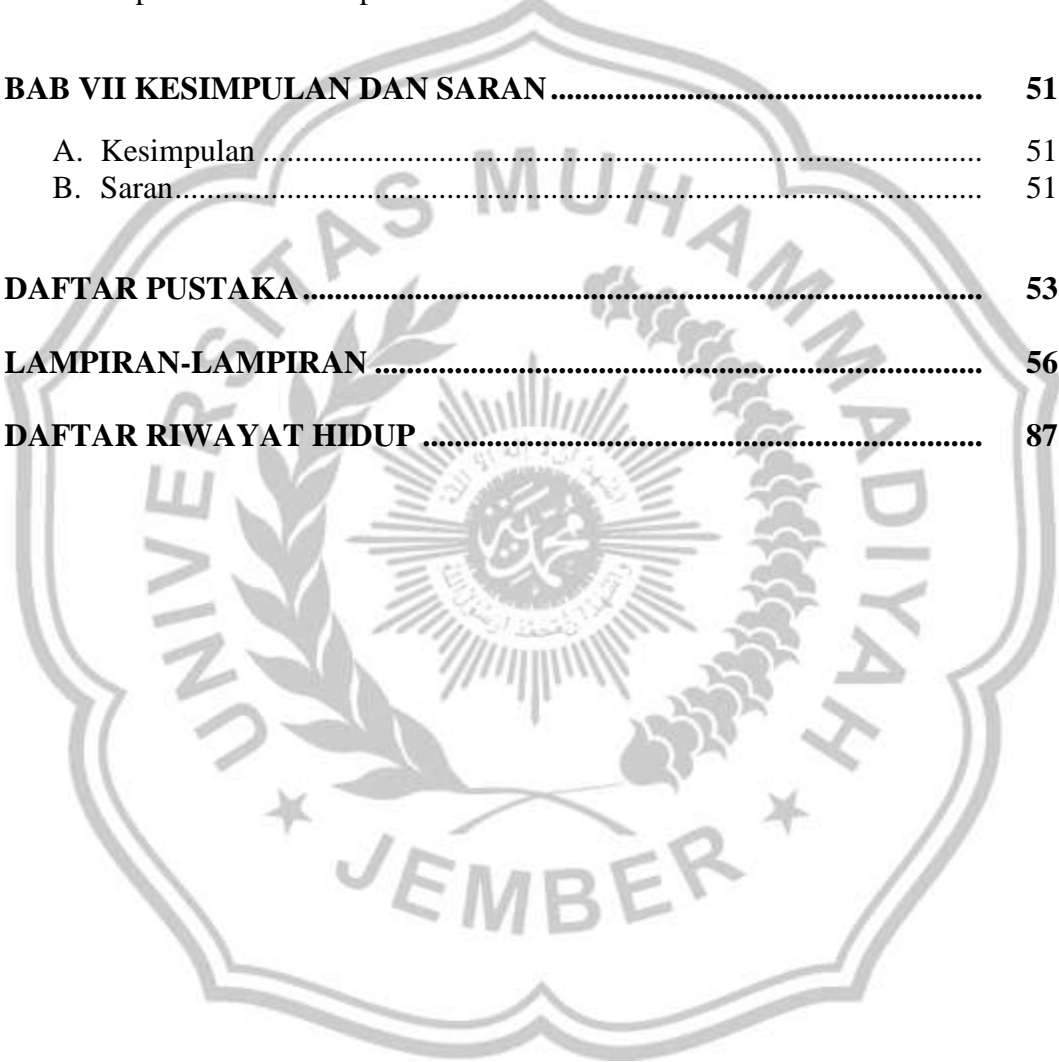 BAB VII KESIMPULAN DAN SARAN ................................................... 51
A. Kesimpulan ............................................................................ 51
B. Saran...................................................................................... 51
DAFTAR PUSTAKA ........................................................................ 53
LAMPIRAN-LAMPIRAN ................................................................ 56
DAFTAR RIWAYAT HIDUP ........................................................... 87
UNIVERSITAS MUHAMMADIYAH
JEMBER